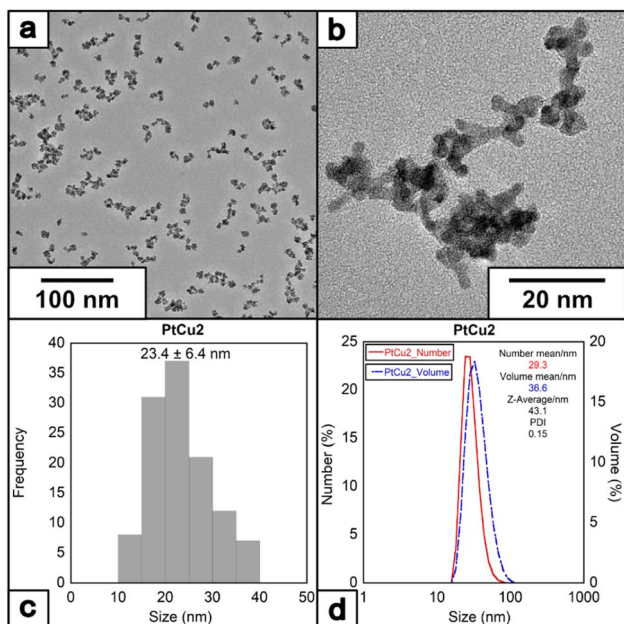 a
b
100 nm
20 nm
PtCu2
23.4 ± 6.4 nm
40
35
30
25
20
15
10
5
0
Frequency
0 10 20 30 40 50
Size (nm)
c
PtCu2
PtCu2_Number
PtCu2_Volume
Number mean/nm
29.3
Volume mean/nm
36.6
Z-Average/nm
43.1
PDI
0.15
25
20
15
10
5
0
Number (%)
20
15
10
5
0
Volume (%)
1 10 100 1000
Size (nm)
d